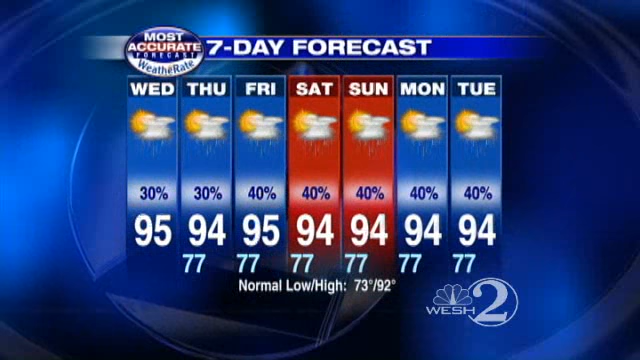 MOST
ACCURATE
FORECAST
WeatheRate
7-DAY FORECAST
WED THU FRI SAT SUN MON TUE
30% 30% 40% 40% 40% 40% 40%
95 94 95 94 94 94 94
77 77 77 77 77 77
Normal Low/High: 73°/92°
WESH 2